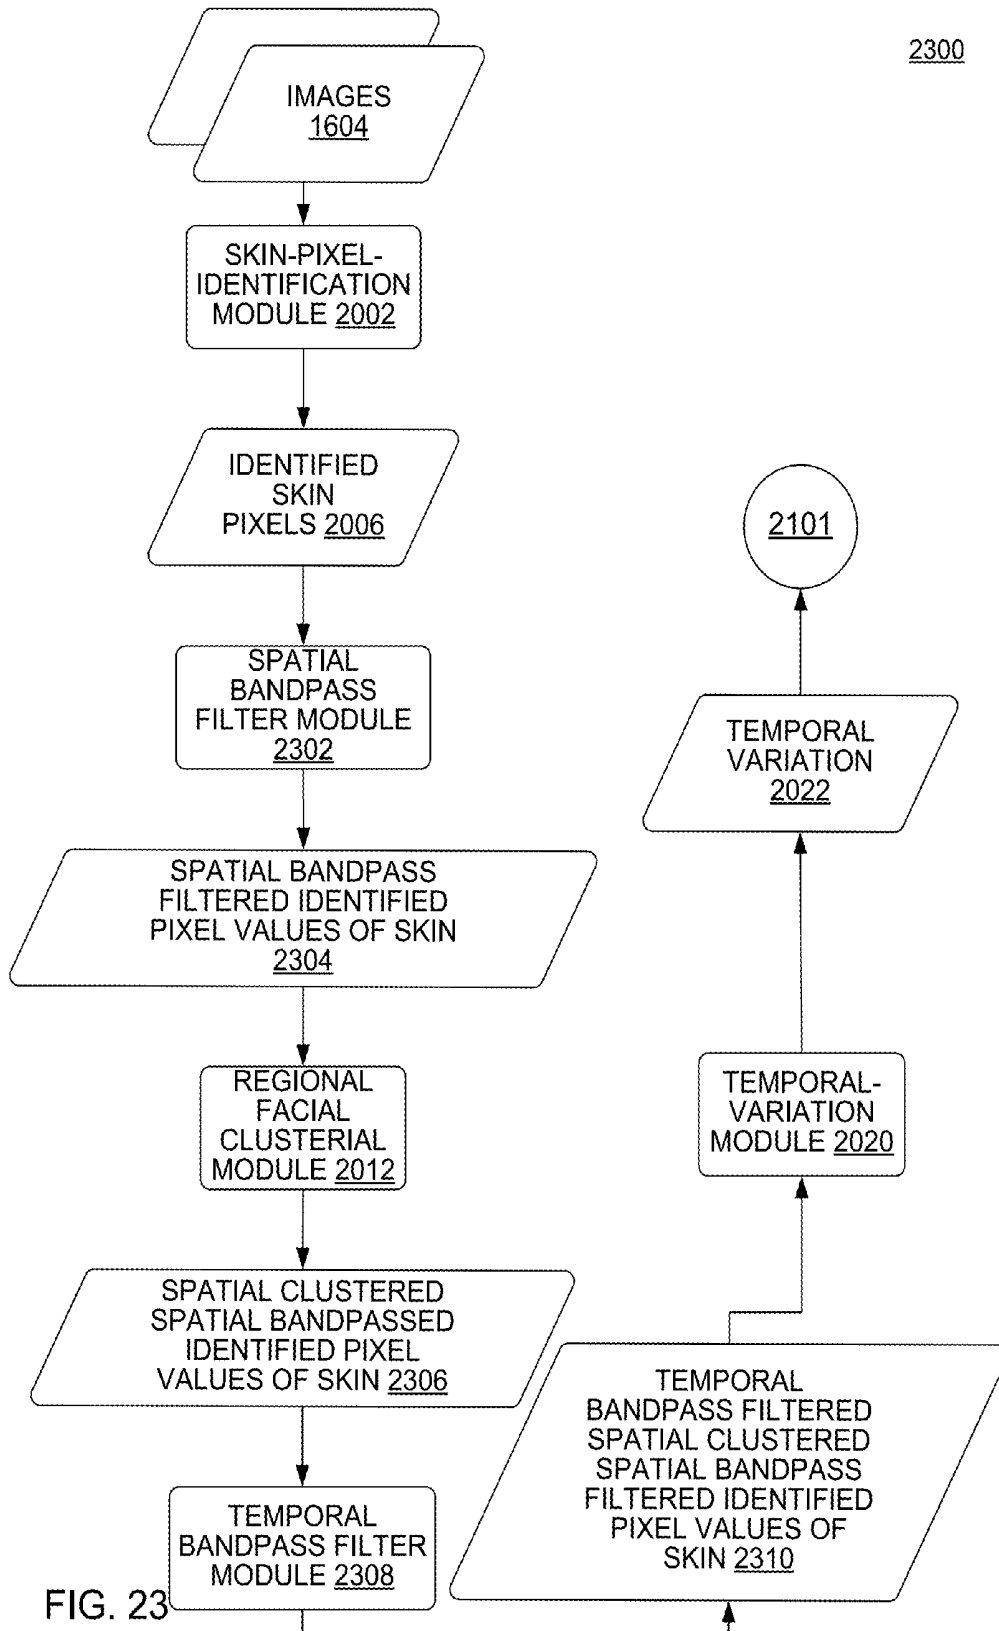 2300
IMAGES
1604
SKIN-PIXEL-
IDENTIFICATION
MODULE 2002
IDENTIFIED
SKIN
PIXELS 2006
SPATIAL
BANDPASS
FILTER MODULE
2302
SPATIAL BANDPASS
FILTERED IDENTIFIED
PIXEL VALUES OF SKIN
2304
REGIONAL
FACIAL
CLUSTERIAL
MODULE 2012
SPATIAL CLUSTERED
SPATIAL BANDPASSED
IDENTIFIED PIXEL
VALUES OF SKIN 2306
TEMPORAL
BANDPASS FILTER
MODULE 2308
TEMPORAL
BANDPASS FILTERED
SPATIAL CLUSTERED
SPATIAL BANDPASS
FILTERED IDENTIFIED
PIXEL VALUES OF
SKIN 2310
TEMPORAL-
VARIATION
MODULE 2020
TEMPORAL
VARIATION
2022
2101
FIG. 23